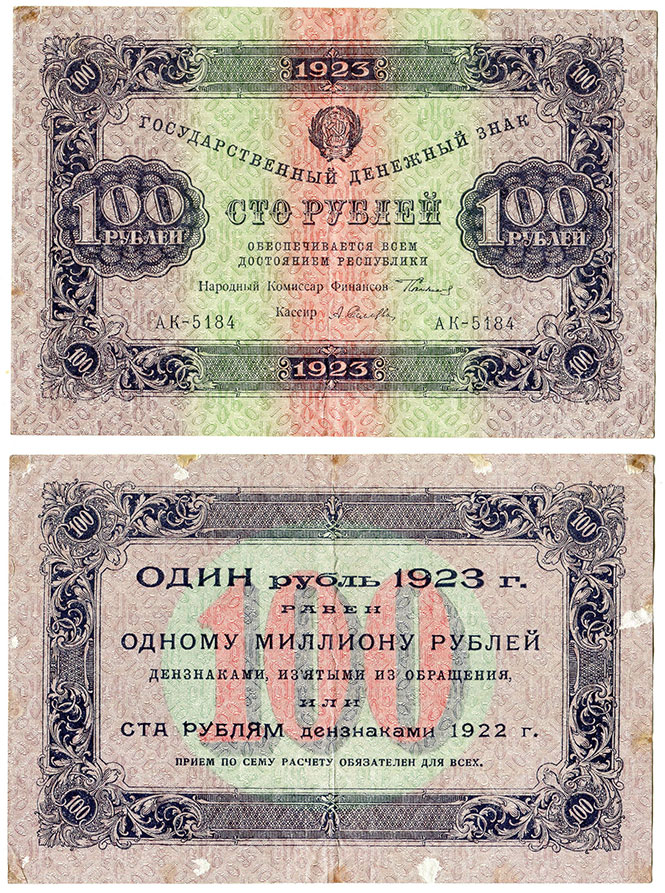 100 1923 100
ГОСУДАРСТВЕННЫЙ ДЕНЕЖНЫЙ ЗНАК
100 РУБЛЕЙ
СТО РУБЛЕЙ
100 РУБЛЕЙ
ОБЕСПЕЧИВАЕТСЯ ВСЕМ
ДОСТОЯНИЕМ РЕСПУБЛИКИ
Народный Комиссар Финансов
Кассир
АК-5184 АК-5184
100 1923 100
100 100
100
ОДИН рубль 1923 г.
РАВЕН
ОДНОМУ МИЛЛИОНУ РУБЛЕЙ
ДЕНЗНАКАМИ, ИЗ'ЯТЫМИ ИЗ ОБРАЩЕНИЯ,
ИЛИ
СТА РУБЛЯМ дензнаками 1922 г.
ПРИЕМ ПО СЕМУ РАСЧЕТУ ОБЯЗАТЕЛЕН ДЛЯ ВСЕХ.
100 100